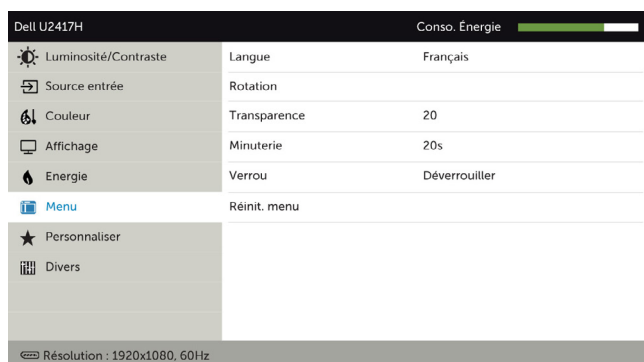 Dell U2417H Conso. Énergie
Luminosité/Contraste Langue Français
Source entrée Rotation
Couleur Transparence 20
Affichage Minuterie 20s
Energie Verrou Déverrouiller
Menu Réinit. menu
Personnaliser
Divers
Résolution : 1920x1080, 60Hz